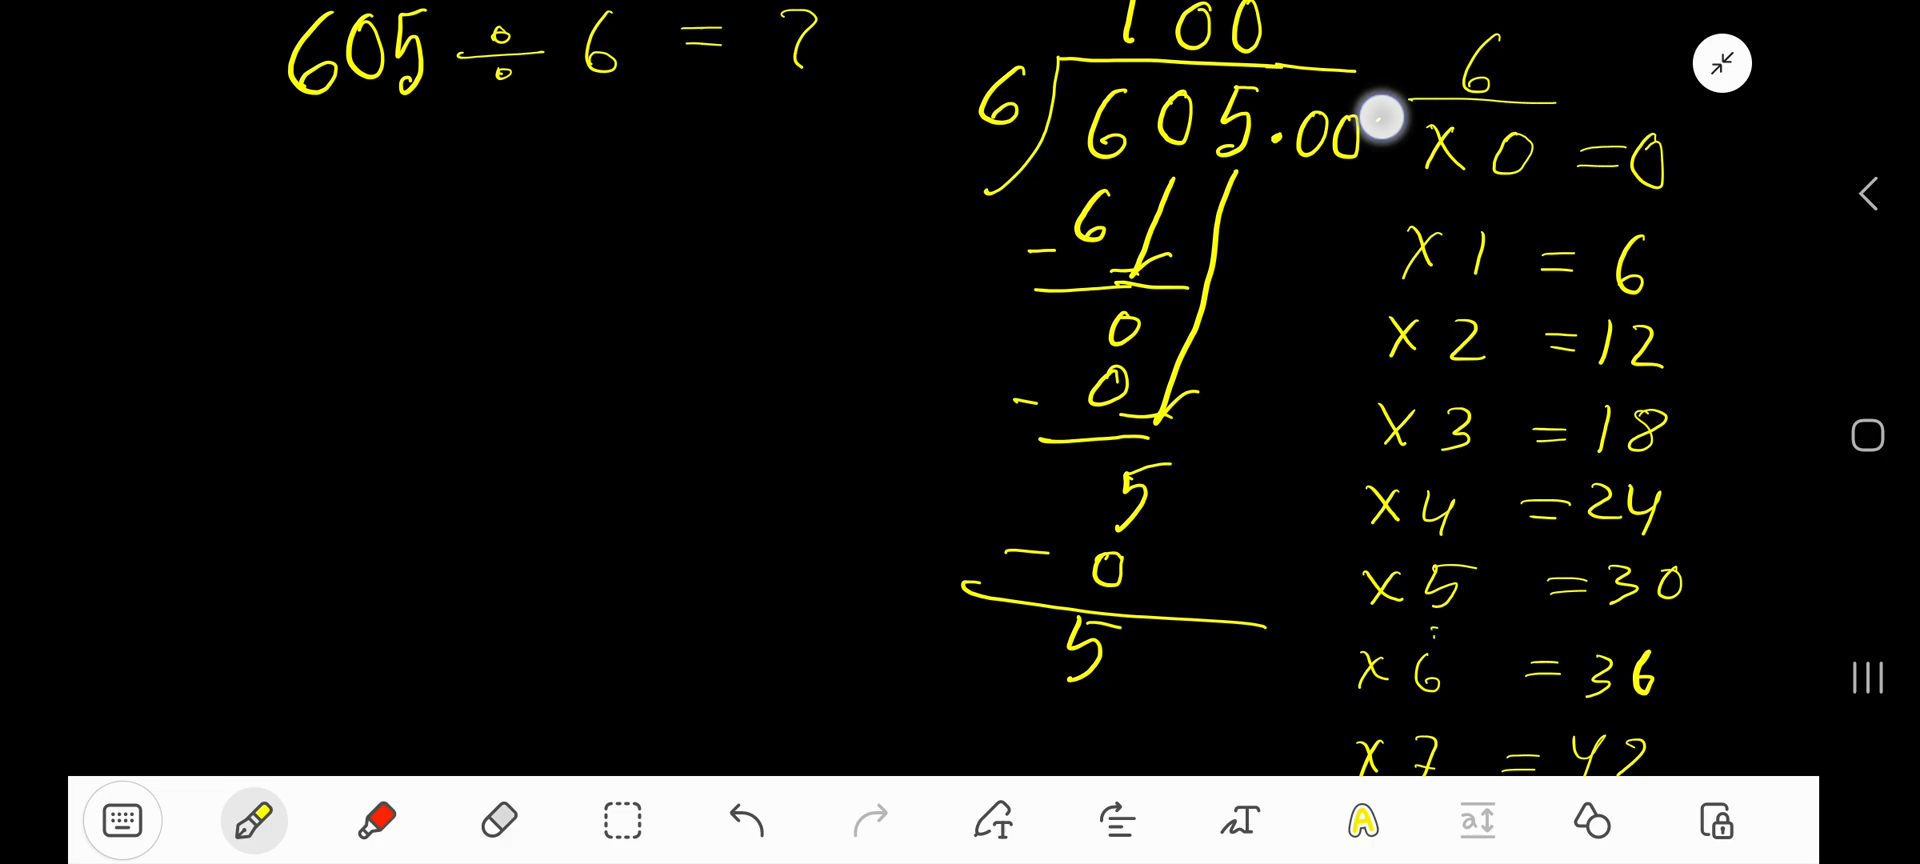 605 ÷ 6 = ?
100
6 605.00
- 6
0
- 0
5
- 0
5
6
x 0 = 0
x 1 = 6
x 2 = 12
x 3 = 18
x 4 = 24
x 5 = 30
x 6 = 36
x 7 = 42
T
T
A
a